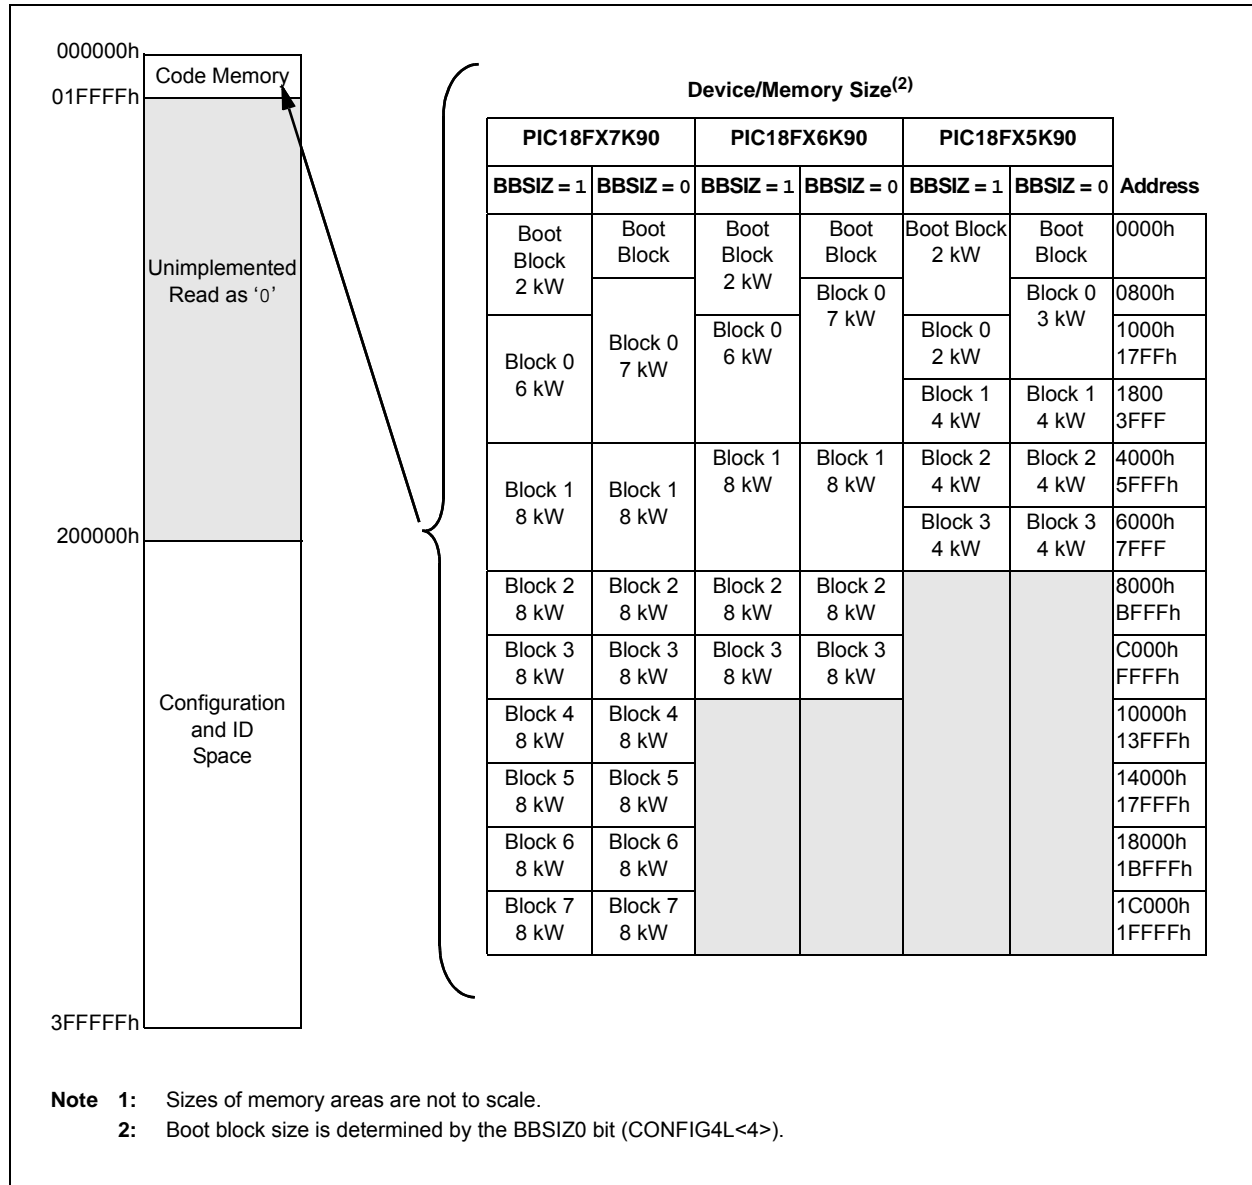 000000h
Code Memory
01FFFFh
Unimplemented
Read as ‘0’
200000h
Configuration
and ID
Space
3FFFFFh
Device/Memory Size(2)
PIC18FX7K90 PIC18FX6K90 PIC18FX5K90
BBSIZ = 1 BBSIZ = 0 BBSIZ = 1 BBSIZ = 0 BBSIZ = 1 BBSIZ = 0 Address
Boot Block 2 kW
Boot Block
Boot Block 2 kW
Boot Block
Boot Block 2 kW
Boot Block
0000h
Block 0 7 kW
Block 0 7 kW
Block 0 3 kW
0800h
Block 0 6 kW
Block 0 6 kW
Block 0 2 kW
1000h
17FFh
Block 1 4 kW
Block 1 4 kW
1800
3FFF
Block 1 8 kW
Block 1 8 kW
Block 1 8 kW
Block 1 8 kW
Block 2 4 kW
Block 2 4 kW
4000h
5FFFh
Block 3 4 kW
Block 3 4 kW
6000h
7FFF
Block 2 Block 2 Block 2 Block 2 8000h
8 kW 8 kW 8 kW 8 kW BFFFh
Block 3 Block 3 Block 3 Block 3 C000h
8 kW 8 kW 8 kW 8 kW FFFFh
Block 4 Block 4 10000h
8 kW 8 kW 13FFFh
Block 5 Block 5 14000h
8 kW 8 kW 17FFFh
Block 6 Block 6 18000h
8 kW 8 kW 1BFFFh
Block 7 Block 7 1C000h
8 kW 8 kW 1FFFFh
Note 1: Sizes of memory areas are not to scale.
2: Boot block size is determined by the BBSIZ0 bit (CONFIG4L<4>).